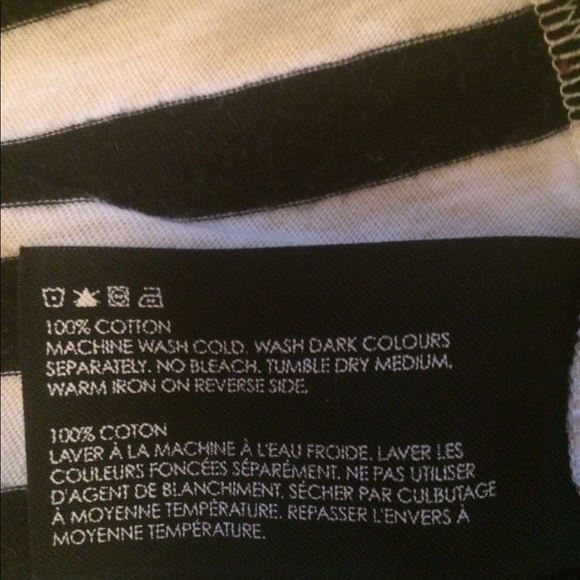 100% COTTON
MACHINE WASH COLD. WASH DARK COLOURS
SEPARATELY. NO BLEACH. TUMBLE DRY MEDIUM.
WARM IRON ON REVERSE SIDE.
100% COTON
LAVER À LA MACHINE À L'EAU FROIDE. LAVER LES
COULEURS FONCÉES SÉPARÉMENT. NE PAS UTILISER
D'AGENT DE BLANCHIMENT. SÉCHER PAR CULBUTAGE
À MOYENNE TEMPÉRATURE. REPASSER L'ENVERS À
MOYENNE TEMPÉRATURE.